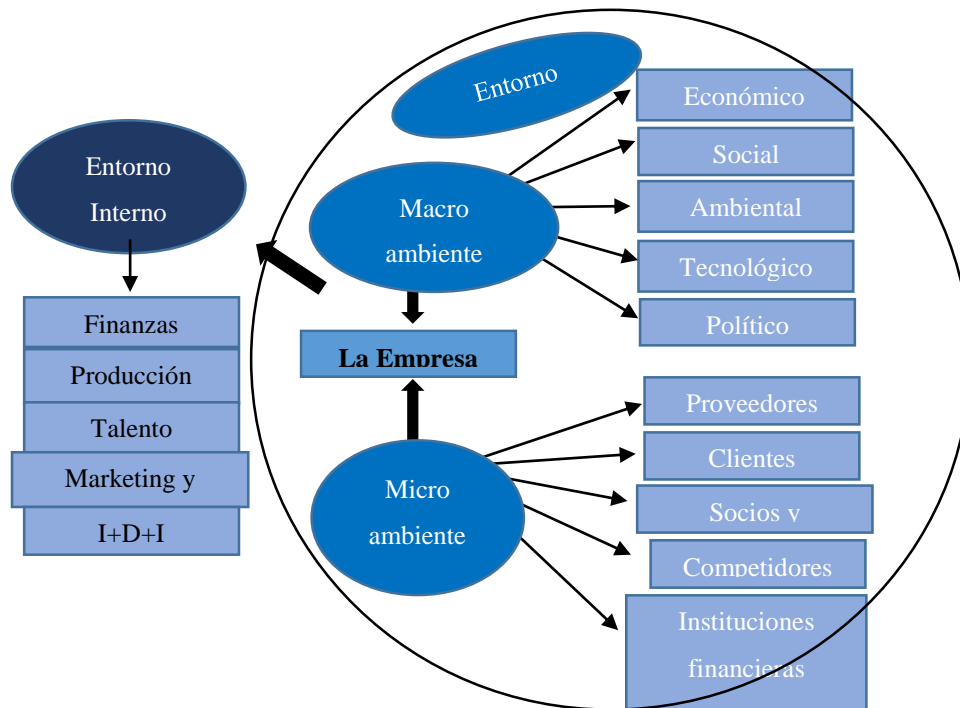 Entorno
Interno
Finanzas
Producción
Talento
Marketing y
I+D+I
Entorno
Macro
ambiente
La Empresa
Micro
ambiente
Económico
Social
Ambiental
Tecnológico
Político
Proveedores
Clientes
Socios y
Competidores
Instituciones
financieras